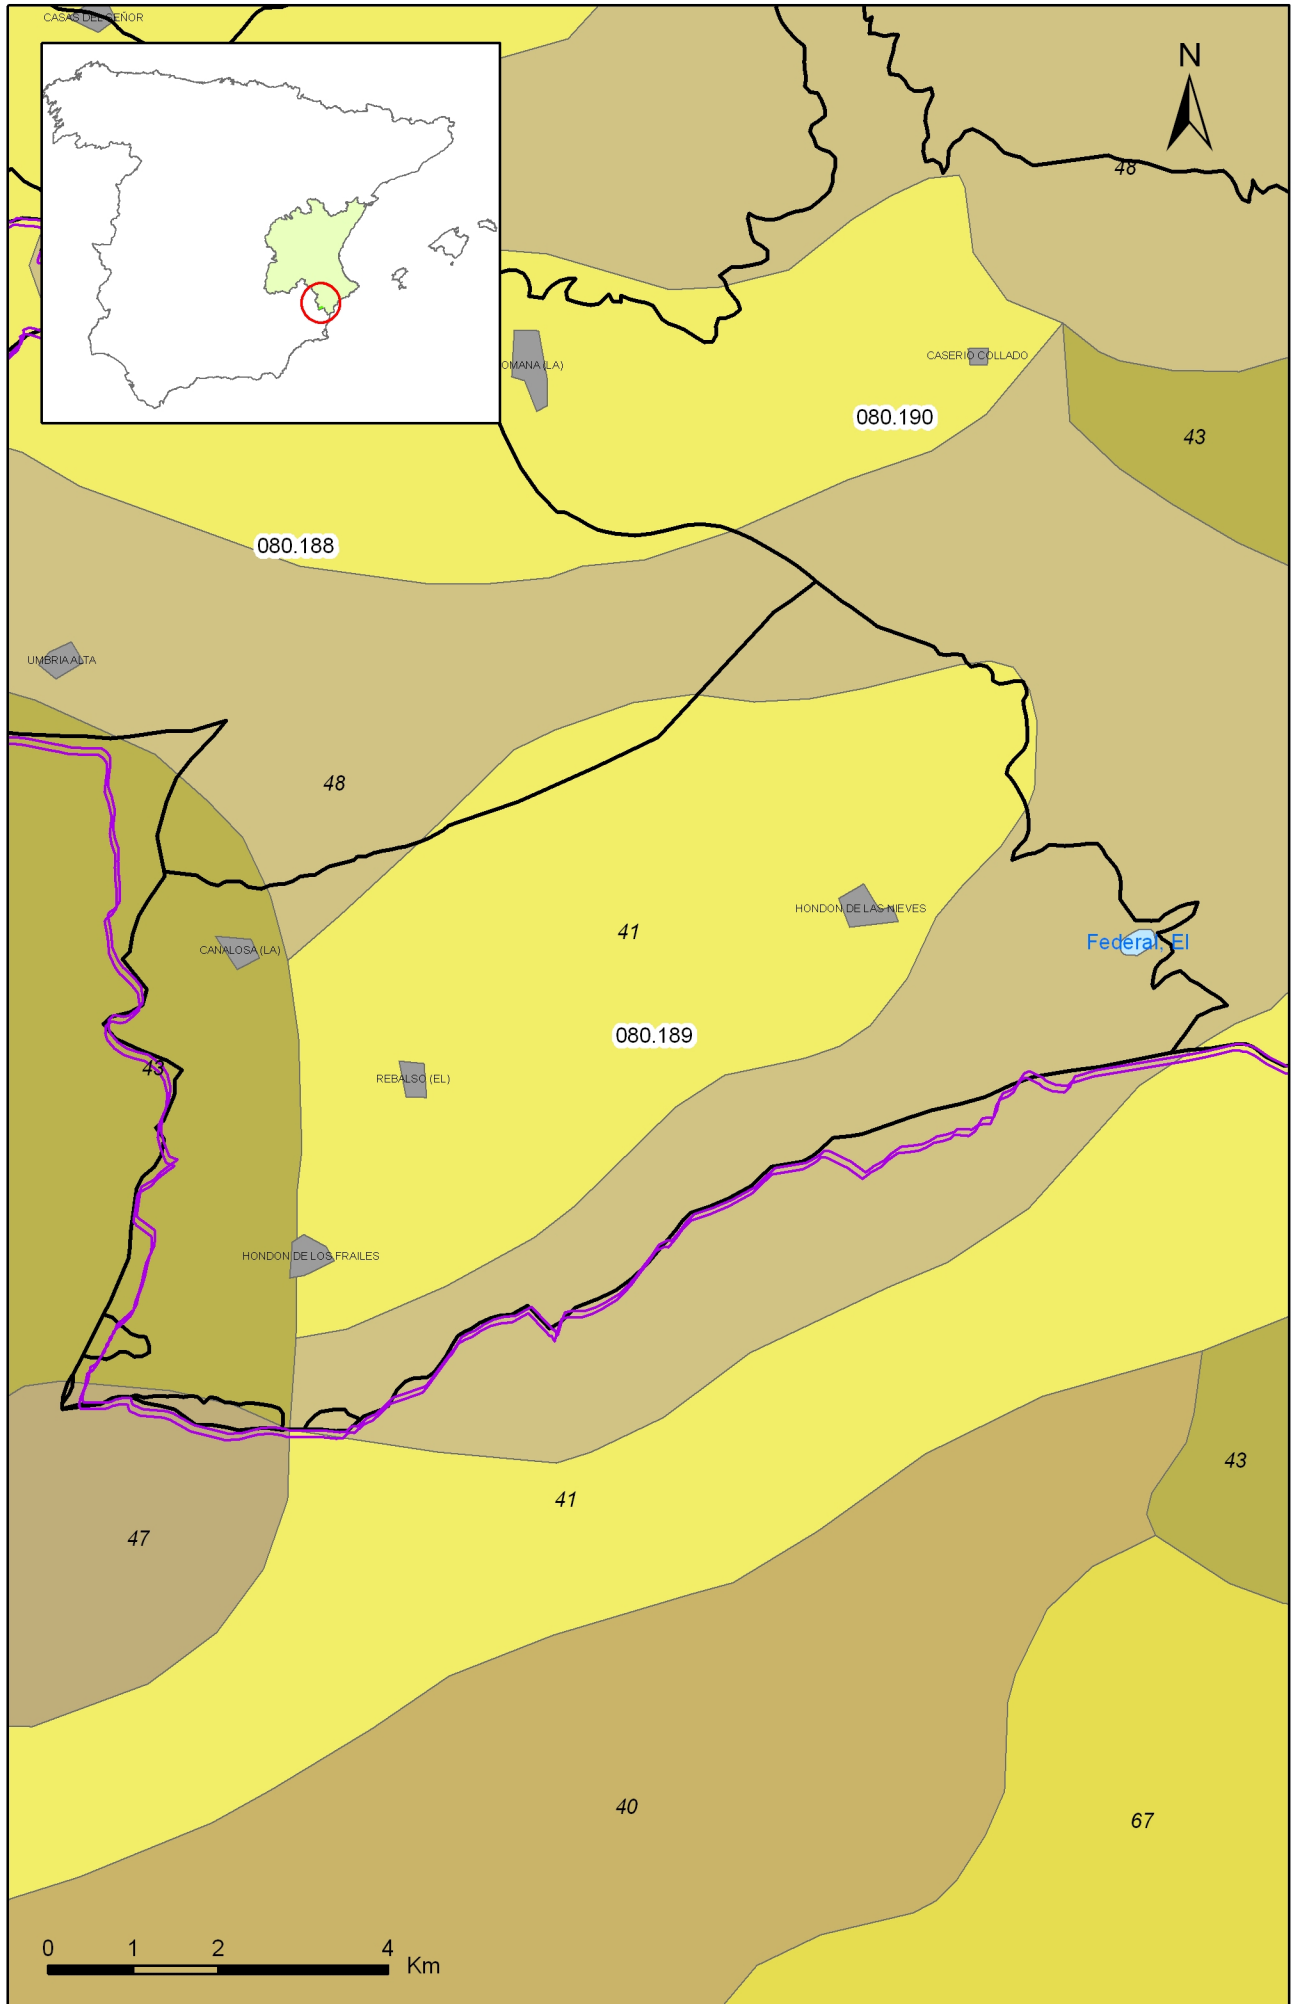 CASAS DEL SEÑOR
N
48
OMANA (LA)
CASERIO COLLADO
080.190
43
080.188
UMBRIA ALTA
48
HONDON DE LAS NIEVES
41
Federal, El
CANALOSA (LA)
080.189
43
REBALSO (EL)
HONDON DE LOS FRAILES
43
41
47
40
67
0 1 2 4 Km